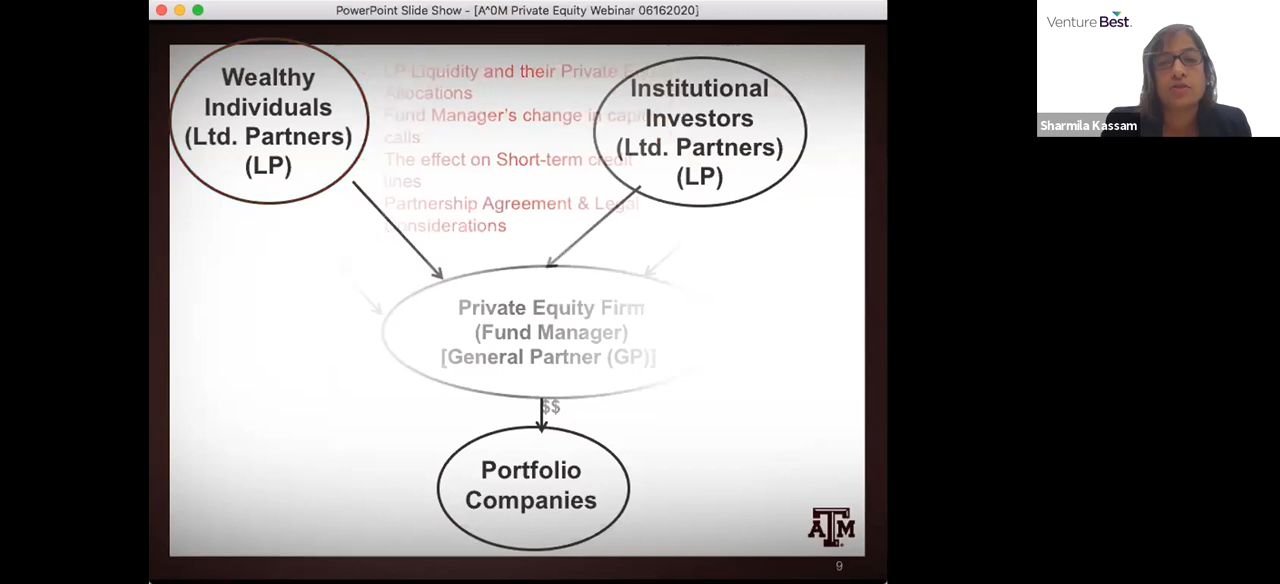 PowerPoint Slide Show - [A^0M Private Equity Webinar 06162020]
Venture Best.
Sharmila Kassam
Wealthy
Individuals
(Ltd. Partners)
(LP)
LP Liquidity and their Private
Allocations
Fund Manager's change in
calls
The effect on Short-term credit
lines
Partnership Agreement & Legal
Considerations
Institutional
Investors
(Ltd. Partners)
(LP)
Private Equity Firm
(Fund Manager)
[General Partner (GP)]
$$
Portfolio
Companies
ATM
9